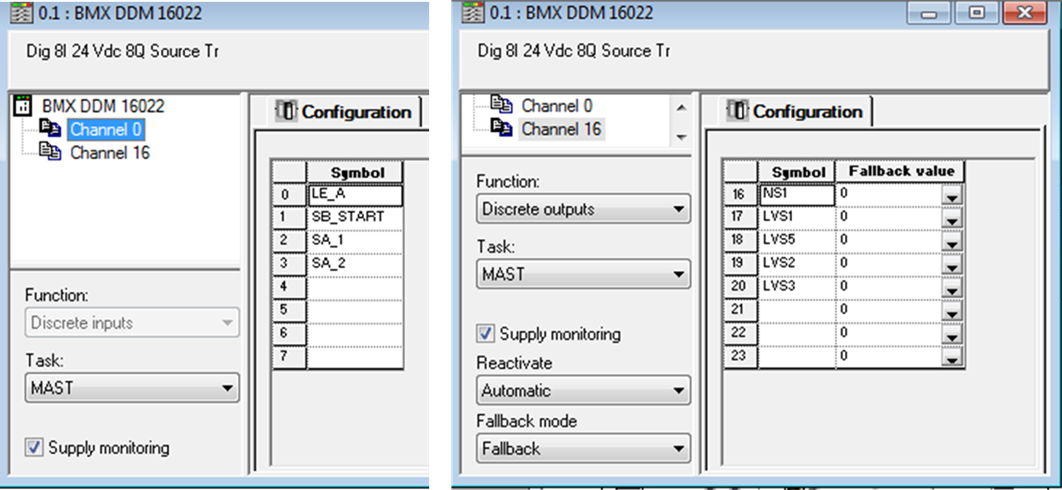 0.1 : BMX DDM 16022
Dig 8I 24 Vdc 8Q Source Tr
BMX DDM 16022
Channel 0
Channel 16
Function:
Discrete inputs
Task:
MAST
Supply monitoring
Configuration
Symbol
0 LE_A
1 SB_START
2 SA_1
3 SA_2
4
5
6
7
0.1 : BMX DDM 16022
Dig 8I 24 Vdc 8Q Source Tr
Channel 0
Channel 16
Function:
Discrete outputs
Task:
MAST
Supply monitoring
Reactivate
Automatic
Fallback mode
Fallback
Configuration
Symbol Fallback value
16 NS1 0
17 LVS1 0
18 LVS5 0
19 LVS2 0
20 LVS3 0
21 0
22 0
23 0